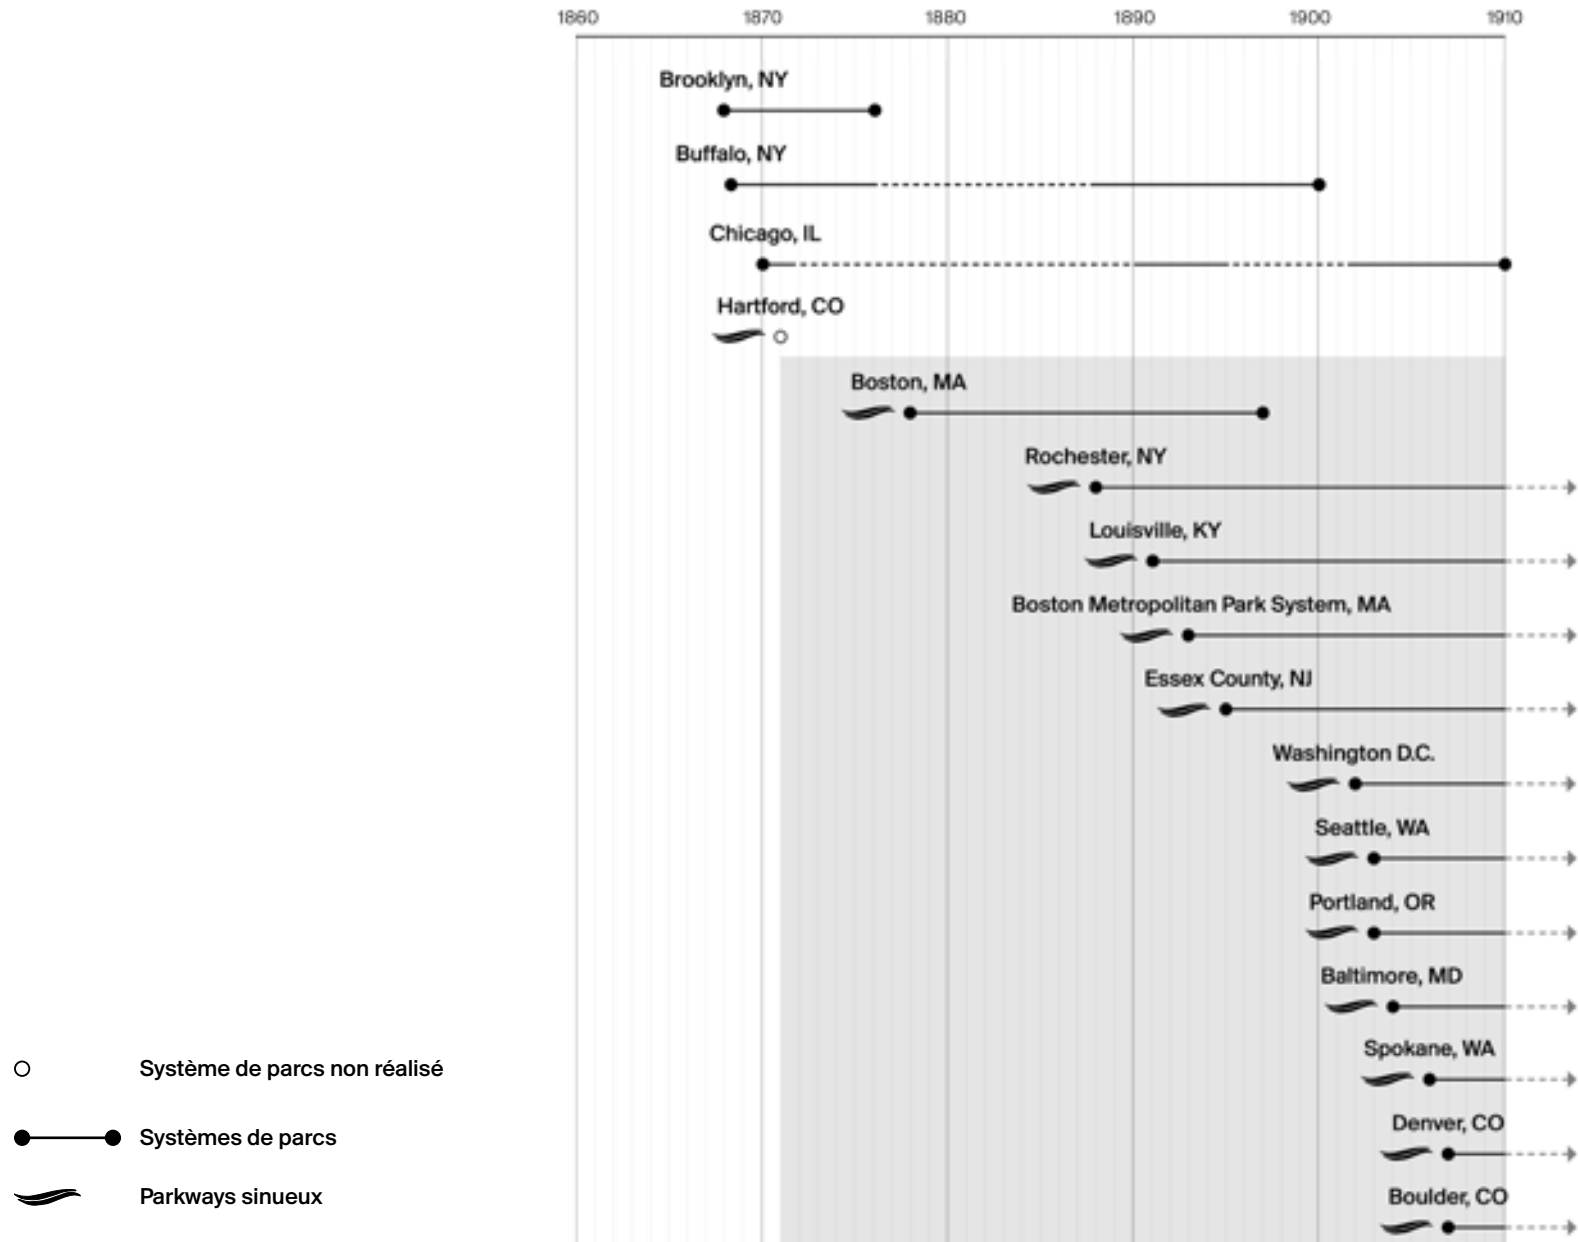 1860 1870 1880 1890 1900 1910
Brooklyn, NY
Buffalo, NY
Chicago, IL
Hartford, CO
Boston, MA
Rochester, NY
Louisville, KY
Boston Metropolitan Park System, MA
Essex County, NJ
Washington D.C.
Seattle, WA
Portland, OR
Baltimore, MD
Spokane, WA
Denver, CO
Boulder, CO
Système de parcs non réalisé
Systèmes de parcs
Parkways sinueux